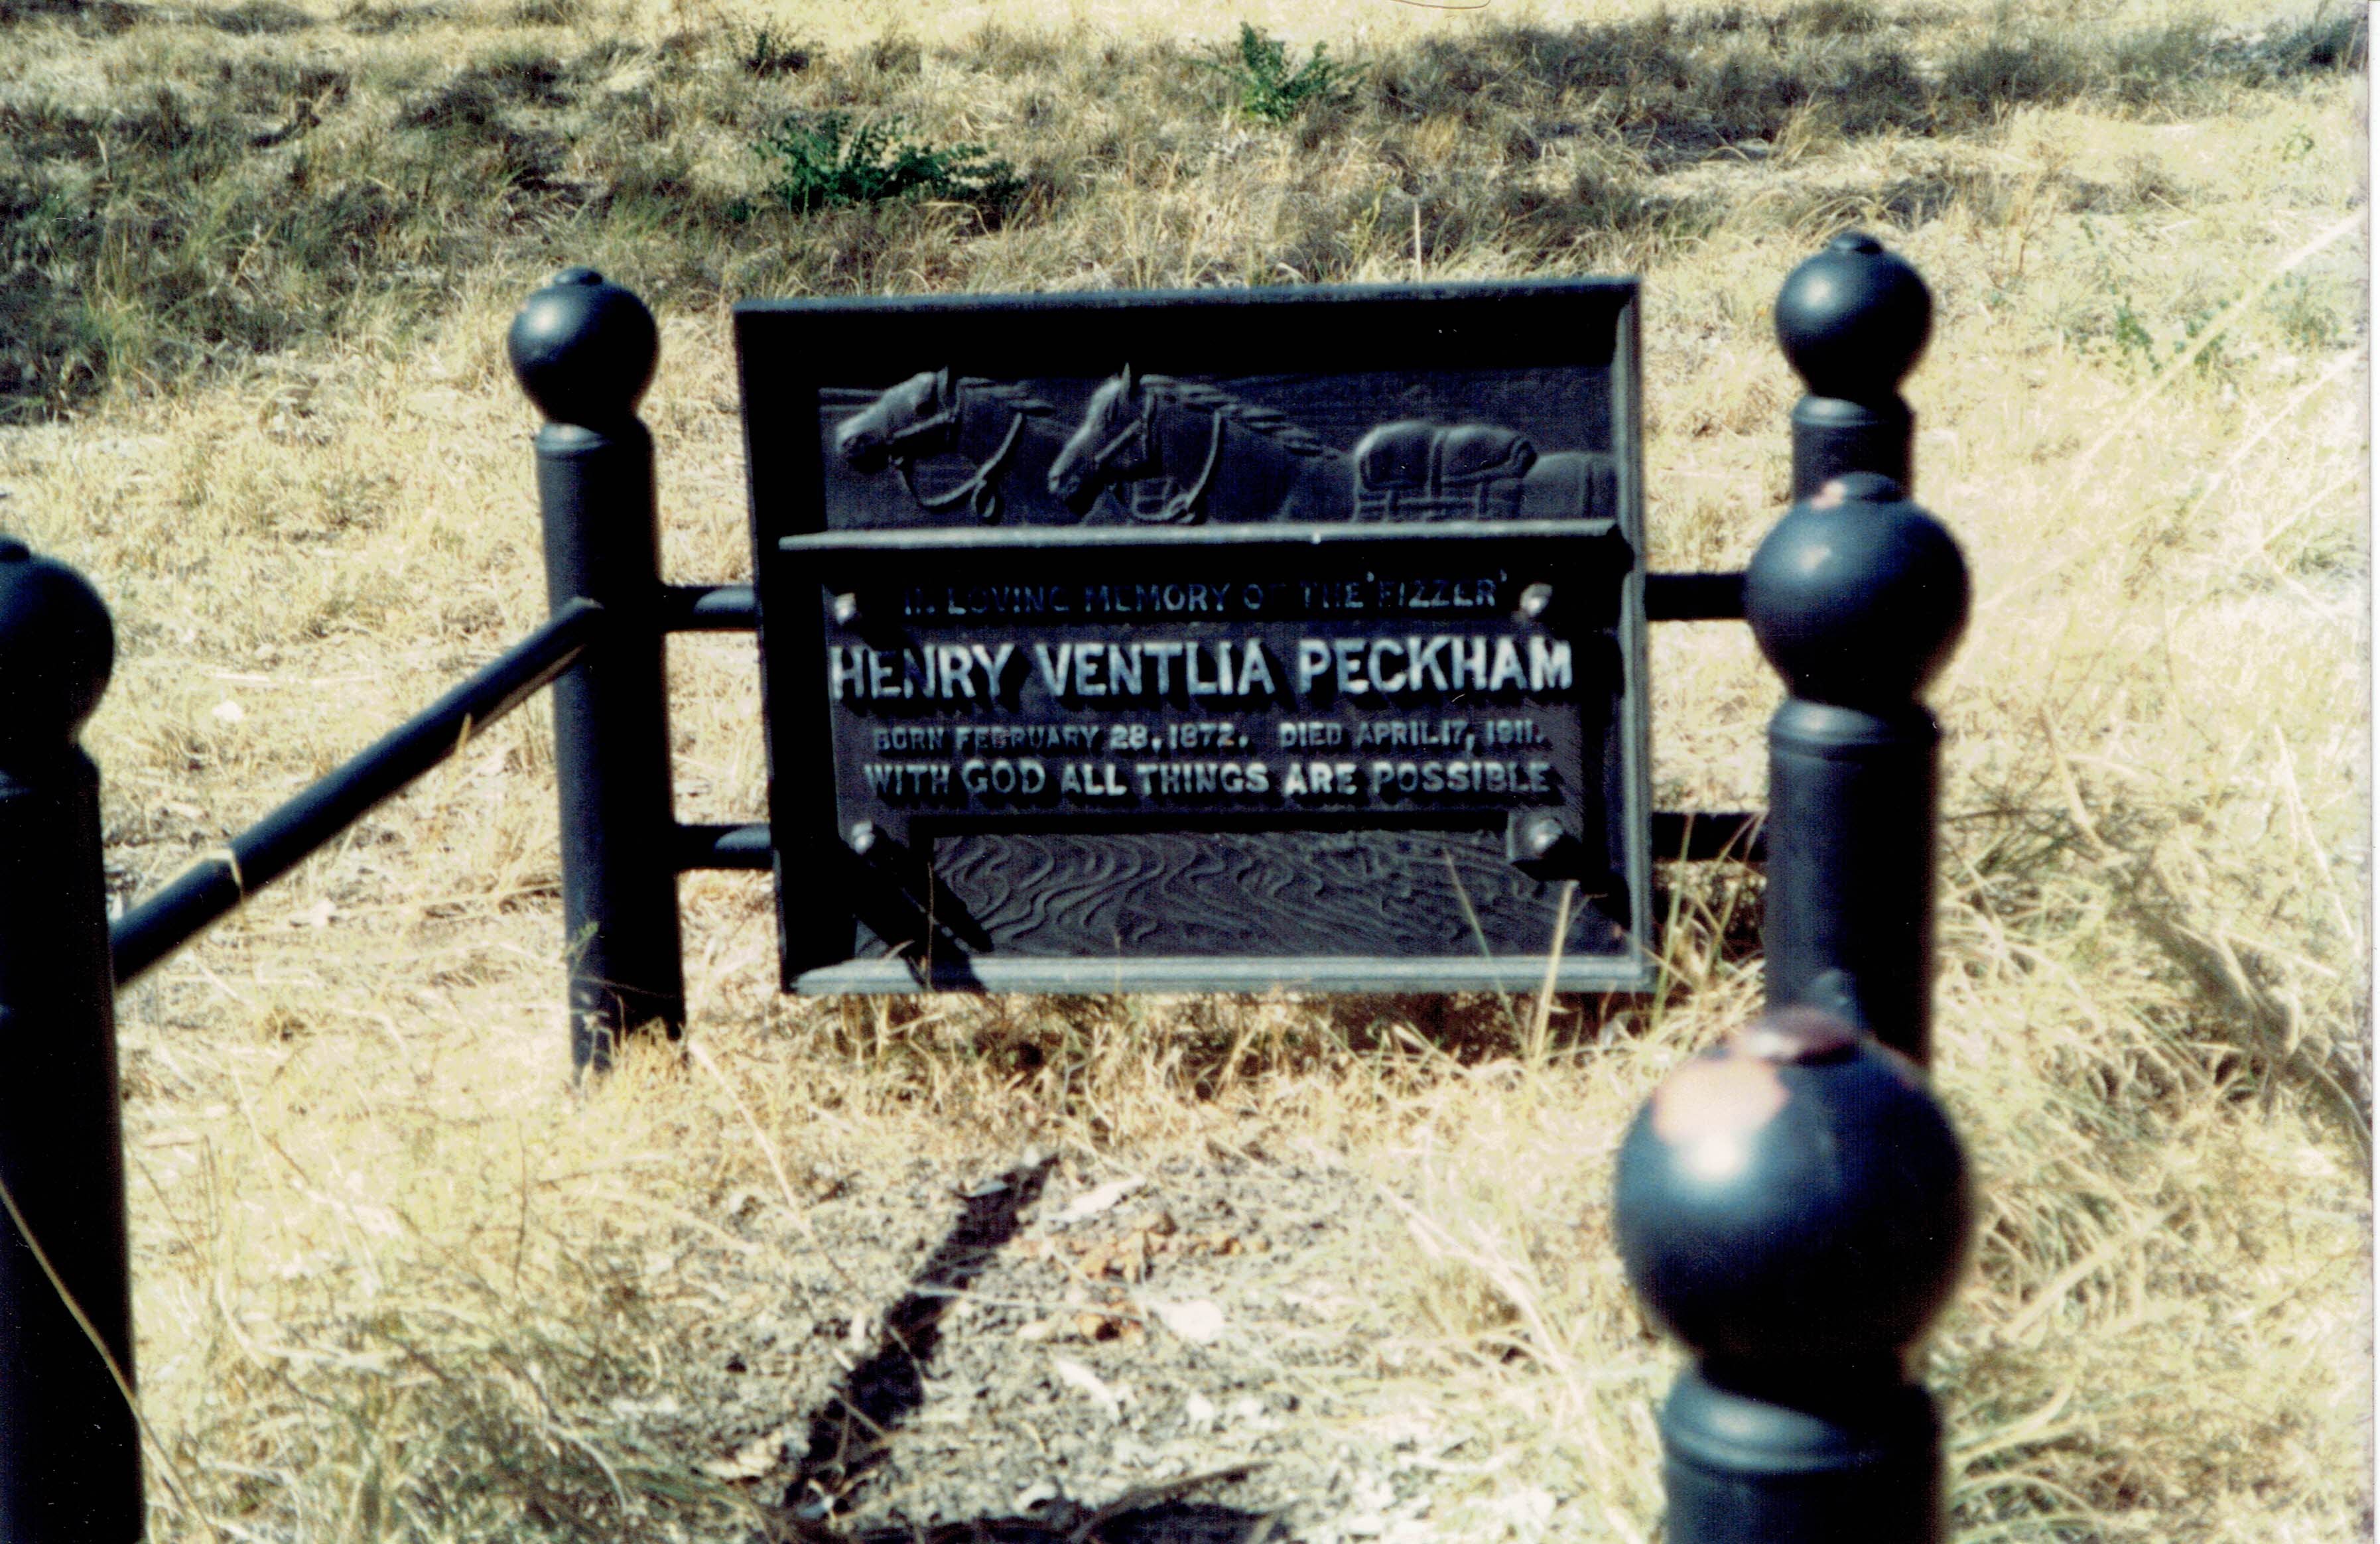 IN LOVING MEMORY OF THE 'FIZZER'
HENRY VENTLIA PECKHAM
BORN FEBRUARY 28, 1872. DIED APRIL 17, 1911.
WITH GOD ALL THINGS ARE POSSIBLE